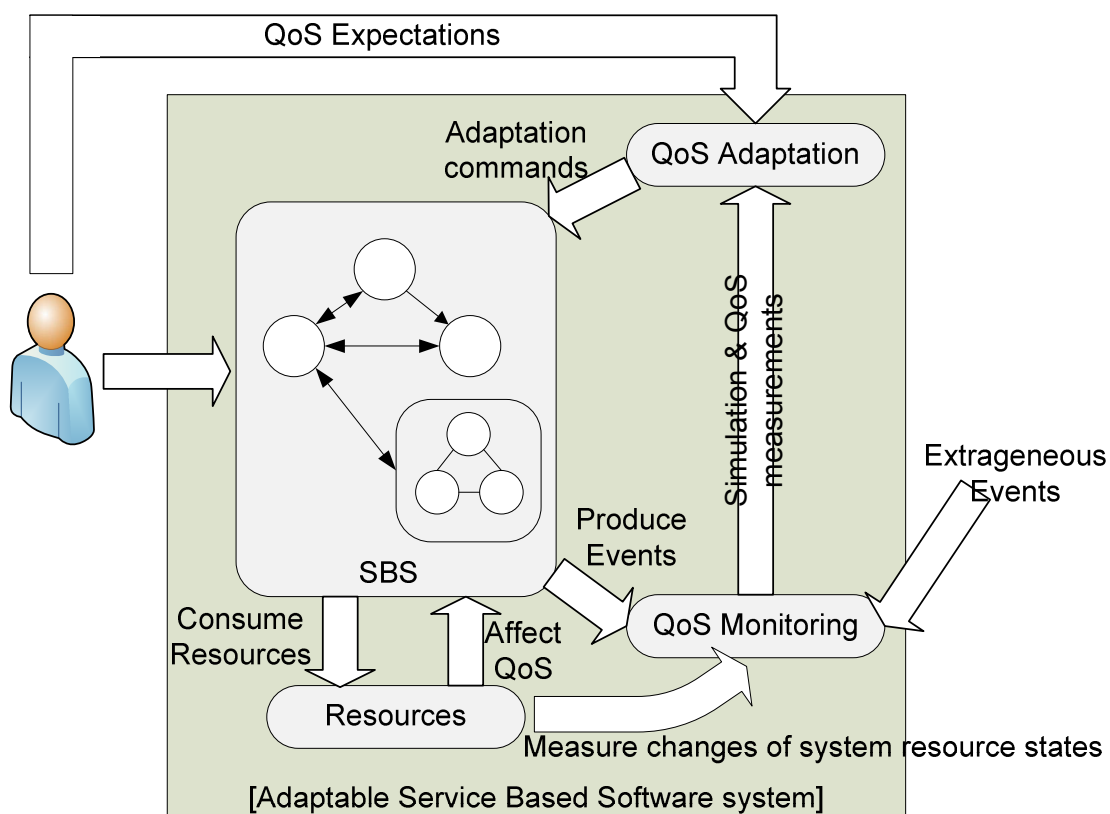 QoS Expectations
Adaptation
commands
QoS Adaptation
Simulation & QoS
measurements
Extrageneous
Events
Produce
Events
SBS
Consume
Resources
Affect
QoS
QoS Monitoring
Resources
Measure changes of system resource states
[Adaptable Service Based Software system]